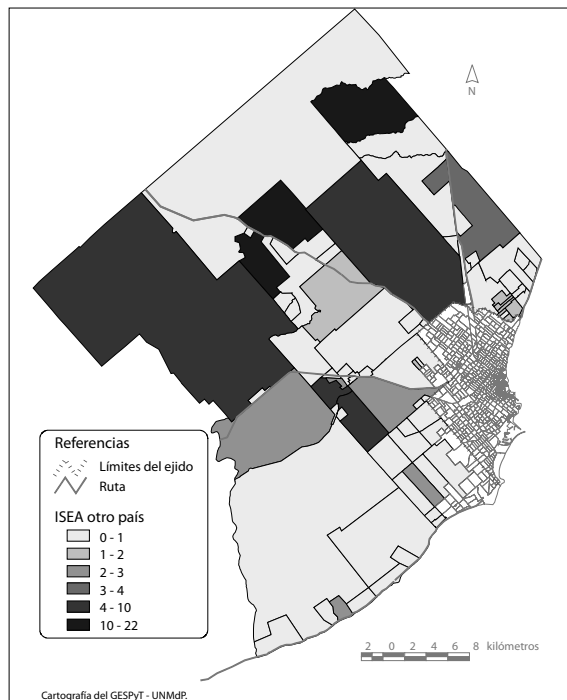 N
Referencias
Límites del ejido
Ruta
ISEA otro país
0 - 1
1 - 2
2 - 3
3 - 4
4 - 10
10 - 22
2 0 2 4 6 8 kilómetros
Cartografía del GESPyT - UNMdP.